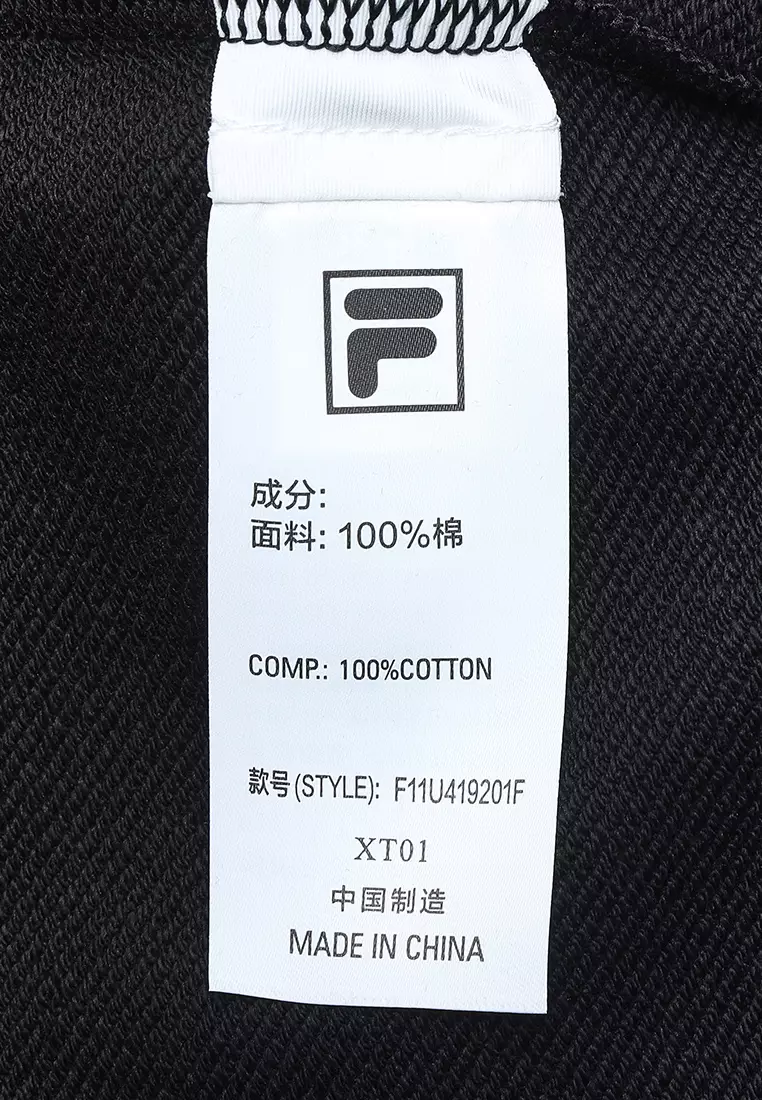 F
成分:
面料: 100%棉
COMP.: 100%COTTON
款号(STYLE): F11U419201F
XT01
中国制造
MADE IN CHINA